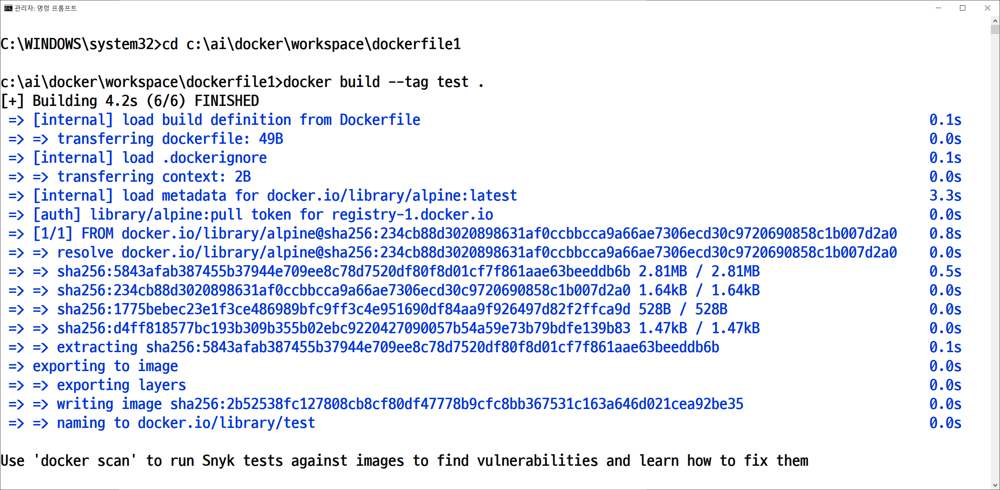 관리자: 명령 프롬프트
C:\WINDOWS\system32>cd c:\ai\docker\workspace\dockerfile1
c:\ai\docker\workspace\dockerfile1>docker build --tag test .
[+] Building 4.2s (6/6) FINISHED
=> [internal] load build definition from Dockerfile 0.1s
=> => transferring dockerfile: 49B 0.0s
=> [internal] load .dockerignore 0.1s
=> => transferring context: 2B 0.0s
=> [internal] load metadata for docker.io/library/alpine:latest 3.3s
=> [auth] library/alpine:pull token for registry-1.docker.io 0.0s
=> [1/1] FROM docker.io/library/alpine@sha256:234cb88d3020898631af0ccbbcca9a66ae7306ecd30c9720690858c1b007d2a0 0.8s
=> => resolve docker.io/library/alpine@sha256:234cb88d3020898631af0ccbbcca9a66ae7306ecd30c9720690858c1b007d2a0 0.0s
=> => sha256:5843afab387455b37944e709ee8c78d7520df80f8d01cf7f861aae63beeddb6b 2.81MB / 2.81MB 0.5s
=> => sha256:234cb88d3020898631af0ccbbcca9a66ae7306ecd30c9720690858c1b007d2a0 1.64kB / 1.64kB 0.0s
=> => sha256:1775bebec23e1f3ce486989bfc9ff3c4e951690df84aa9f926497d82f2ffca9d 528B / 528B 0.0s
=> => sha256:d4ff818577bc193b309b355b02ebc9220427090057b54a59e73b79bdfe139b83 1.47kB / 1.47kB 0.0s
=> => extracting sha256:5843afab387455b37944e709ee8c78d7520df80f8d01cf7f861aae63beeddb6b 0.1s
=> exporting to image 0.0s
=> => exporting layers 0.0s
=> => writing image sha256:2b52538fc127808cb8cf80df47778b9cfc8bb367531c163a646d021cea92be35 0.0s
=> => naming to docker.io/library/test 0.0s
Use 'docker scan' to run Snyk tests against images to find vulnerabilities and learn how to fix them